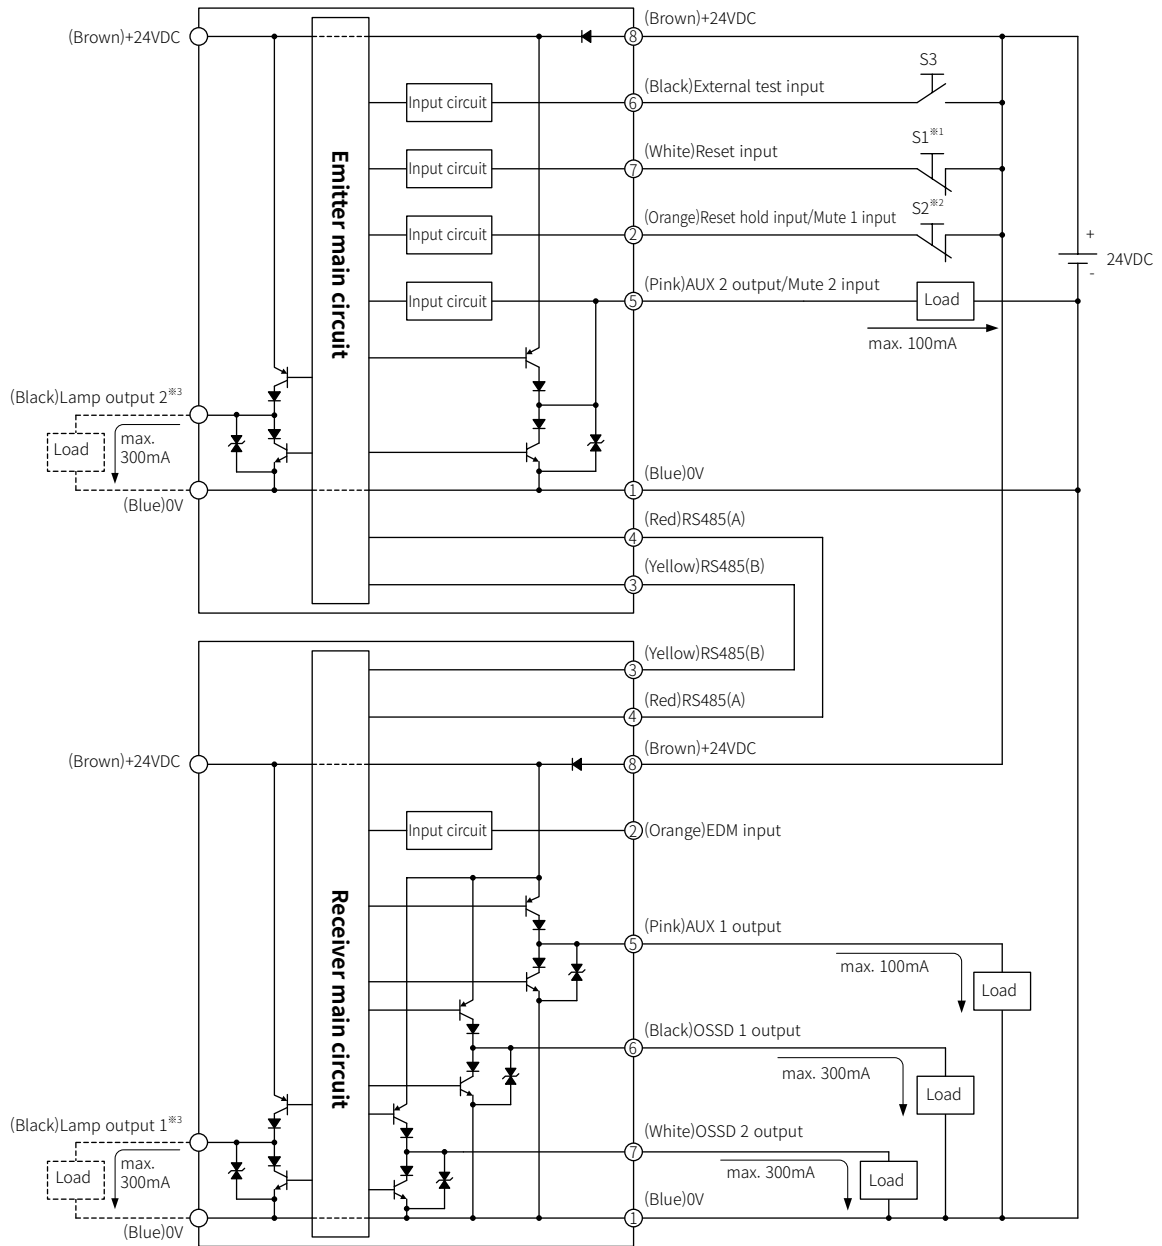 (Brown)+24VDC
(Brown)+24VDC
8
S3
(Black)External test input
Input circuit
6
S1※1
(White)Reset input
Input circuit
7
S2※2
(Orange)Reset hold input/Mute 1 input
Input circuit
2
Emitter main circuit
+
24VDC
-
(Pink)AUX 2 output/Mute 2 input
Input circuit
5
Load
max. 100mA
(Black)Lamp output 2※3
Load
max.
300mA
(Blue)0V
(Blue)0V
1
(Red)RS485(A)
4
(Yellow)RS485(B)
3
(Yellow)RS485(B)
3
(Red)RS485(A)
4
(Brown)+24VDC
(Brown)+24VDC
8
Input circuit
2
(Orange)EDM input
Receiver main circuit
(Pink)AUX 1 output
5
max. 100mA
Load
(Black)OSSD 1 output
6
max. 300mA
Load
(Black)Lamp output 1※3
Load
max.
300mA
(White)OSSD 2 output
7
max. 300mA
Load
(Blue)0V
1
(Blue)0V